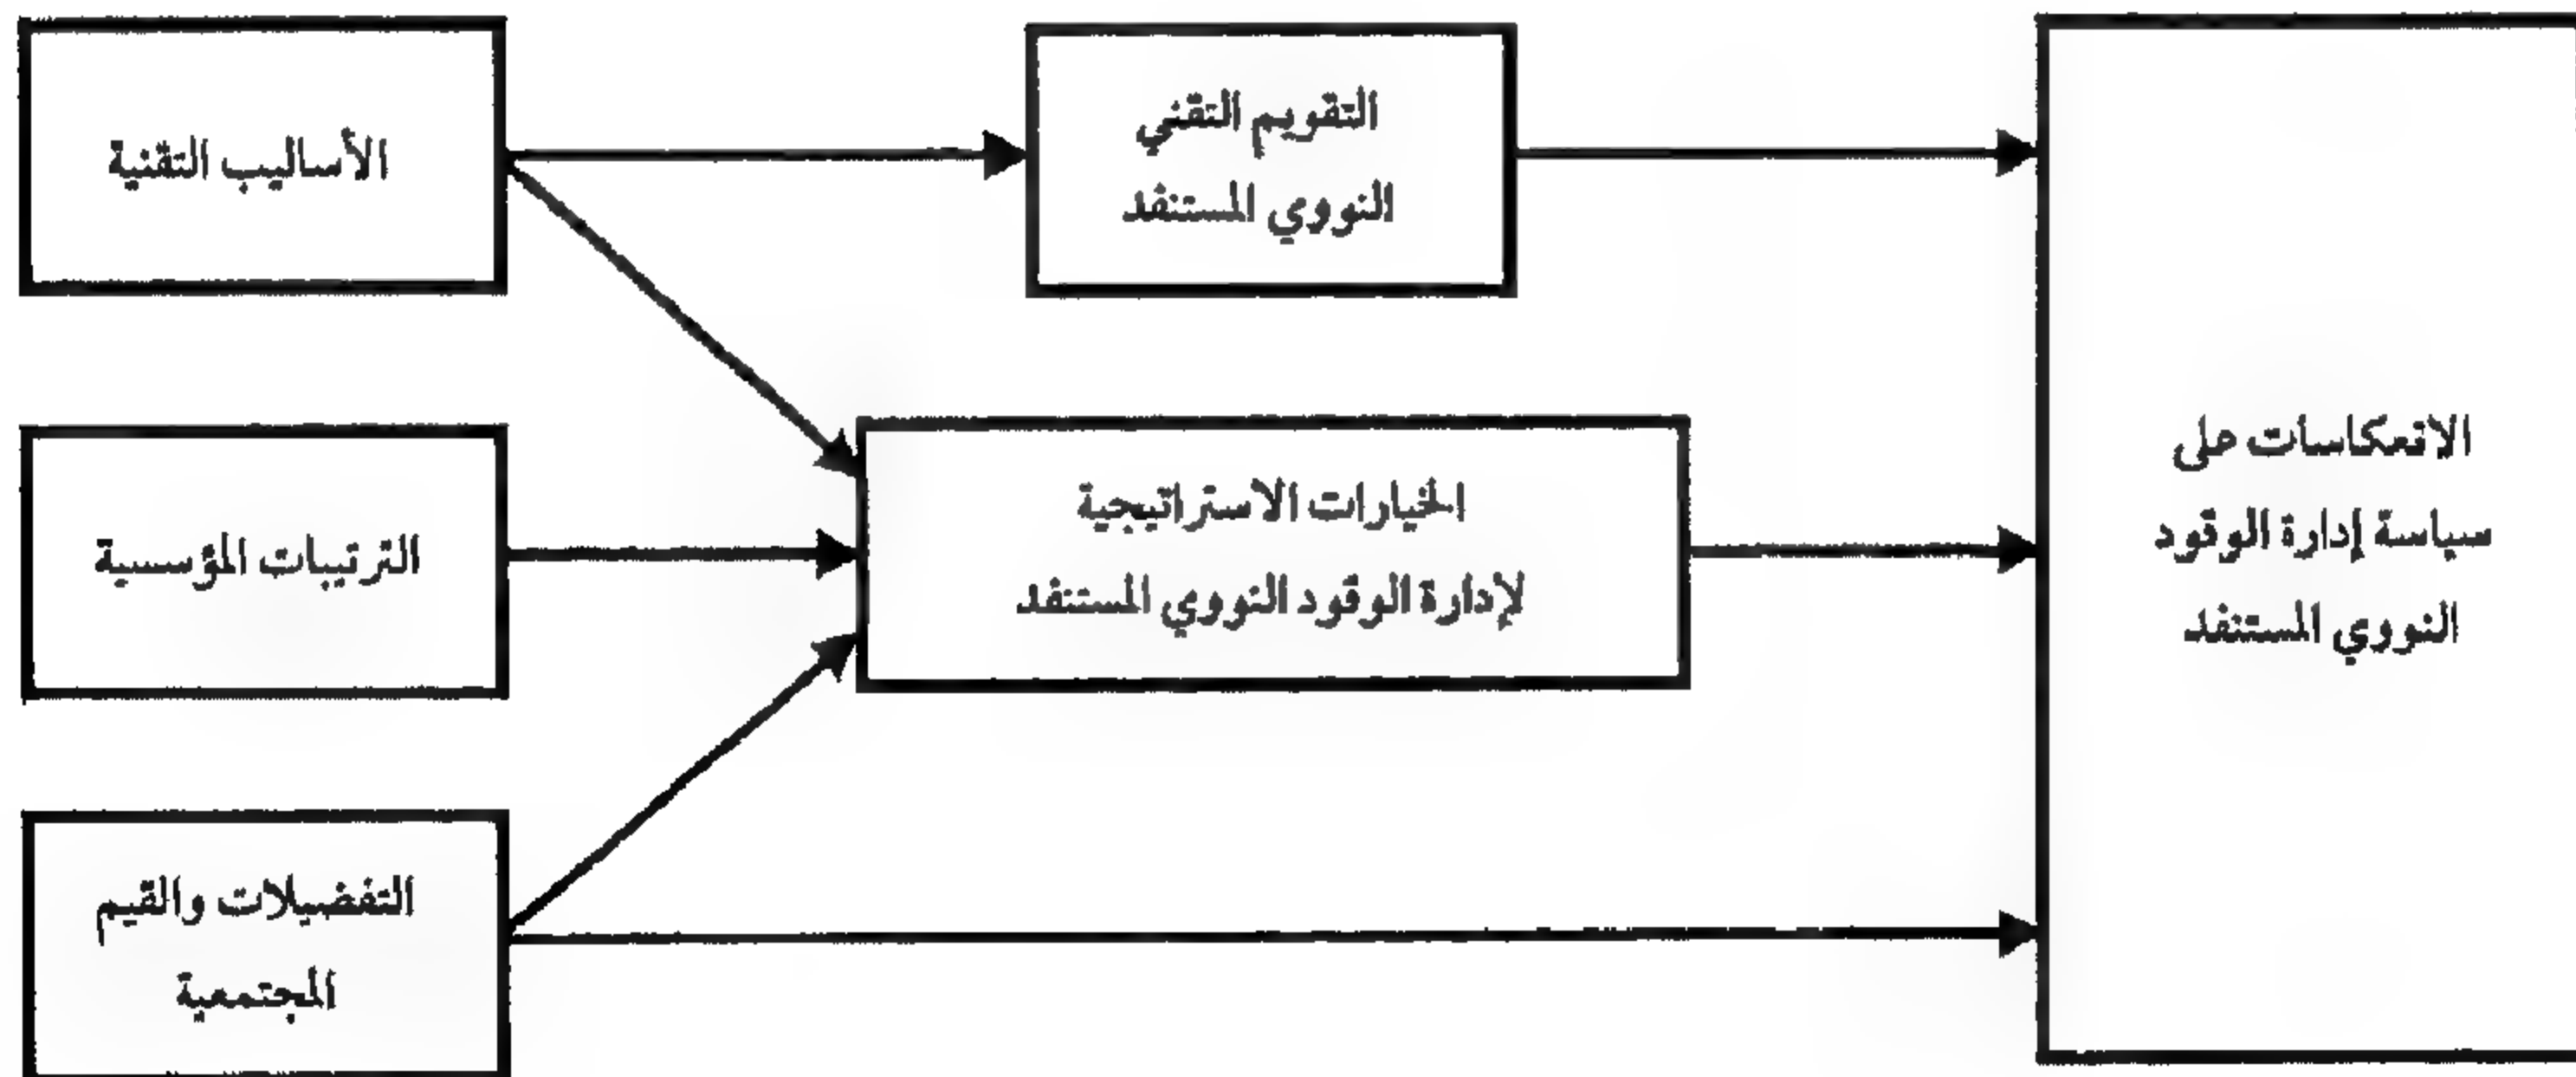 الأساليب التقنية
التقويم التقني
النووي المستنفد
الترتيبات المؤسسية
الخيارات الاستراتيجية
لإدارة الوقود النووي المستنفد
التفضيلات والقيم
المجتمعية
الانعكاسات على
سياسة إدارة الوقود
النووي المستنفد